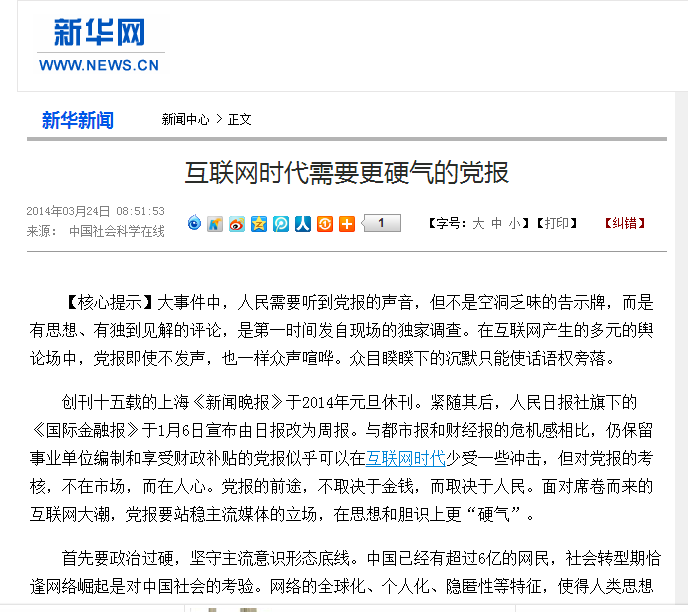 新华网
WWW.NEWS.CN
新华新闻 新闻中心 > 正文
互联网时代需要更硬气的党报
2014年03月24日 08:51:53
来源： 中国社会科学在线
1
【字号：大 中 小】【打印】 【纠错】
【核心提示】大事件中，人民需要听到党报的声音，但不是空洞乏味的告示牌，而是
有思想、有独到见解的评论，是第一时间发自现场的独家调查。在互联网产生的多元的舆
论场中，党报即使不发声，也一样众声喧哗。众目睽睽下的沉默只能使话语权旁落。
创刊十五载的上海《新闻晚报》于2014年元旦休刊。紧随其后，人民日报社旗下的
《国际金融报》于1月6日宣布由日报改为周报。与都市报和财经报的危机感相比，仍保留
事业单位编制和享受财政补贴的党报似乎可以在互联网时代少受一些冲击，但对党报的考
核，不在市场，而在人心。党报的前途，不取决于金钱，而取决于人民。面对席卷而来的
互联网大潮，党报要站稳主流媒体的立场，在思想和胆识上更“硬气”。
首先要政治过硬，坚守主流意识形态底线。中国已经有超过6亿的网民，社会转型期恰
逢网络崛起是对中国社会的考验。网络的全球化、个人化、隐匿性等特征，使得人类思想